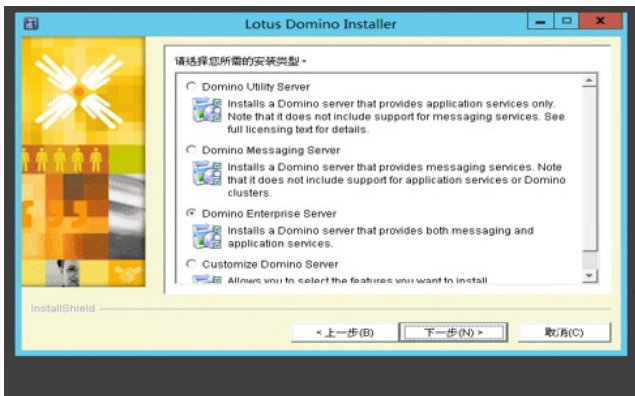 Lotus Domino Installer
请选择您所需的安装类型。
Domino Utility Server
Installs a Domino server that provides application services only.
Note that it does not include support for messaging services. See
full licensing text for details.
Domino Messaging Server
Installs a Domino server that provides messaging services. Note
that it does not include support for application services or Domino
clusters.
Domino Enterprise Server
Installs a Domino server that provides both messaging and
application services.
Customize Domino Server
Allows you to select the features you want to install
InstallShield
< 上一步(B)
下一步(N) >
取消(C)